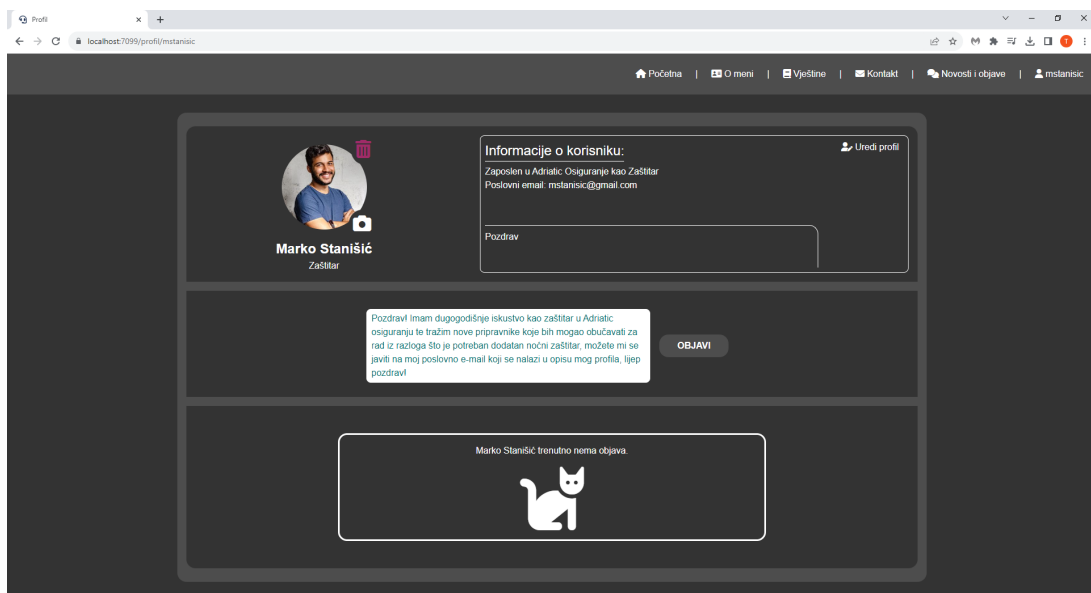 Profil
localhost:7099/profil/mstanisic
Početna | O meni | Vještine | Kontakt | Novosti i objave | mstanisic
Informacije o korisniku:
Uredi profil
Zaposlen u Adriatic Osiguranje kao Zaštitar
Poslovni email: mstanisic@gmail.com
Pozdrav
Marko Stanišić
Zaštitar
Pozdrav! Imam dugogodišnje iskustvo kao zaštitar u Adriatic
osiguranju te tražim nove pripravnike koje bih mogao obučavati za
rad iz razloga što je potreban dodatan noćni zaštitar, možete mi se
javiti na moj poslovno e-mail koji se nalazi u opisu mog profila, lijep
pozdrav!
OBJAVI
Marko Stanišić trenutno nema objava.